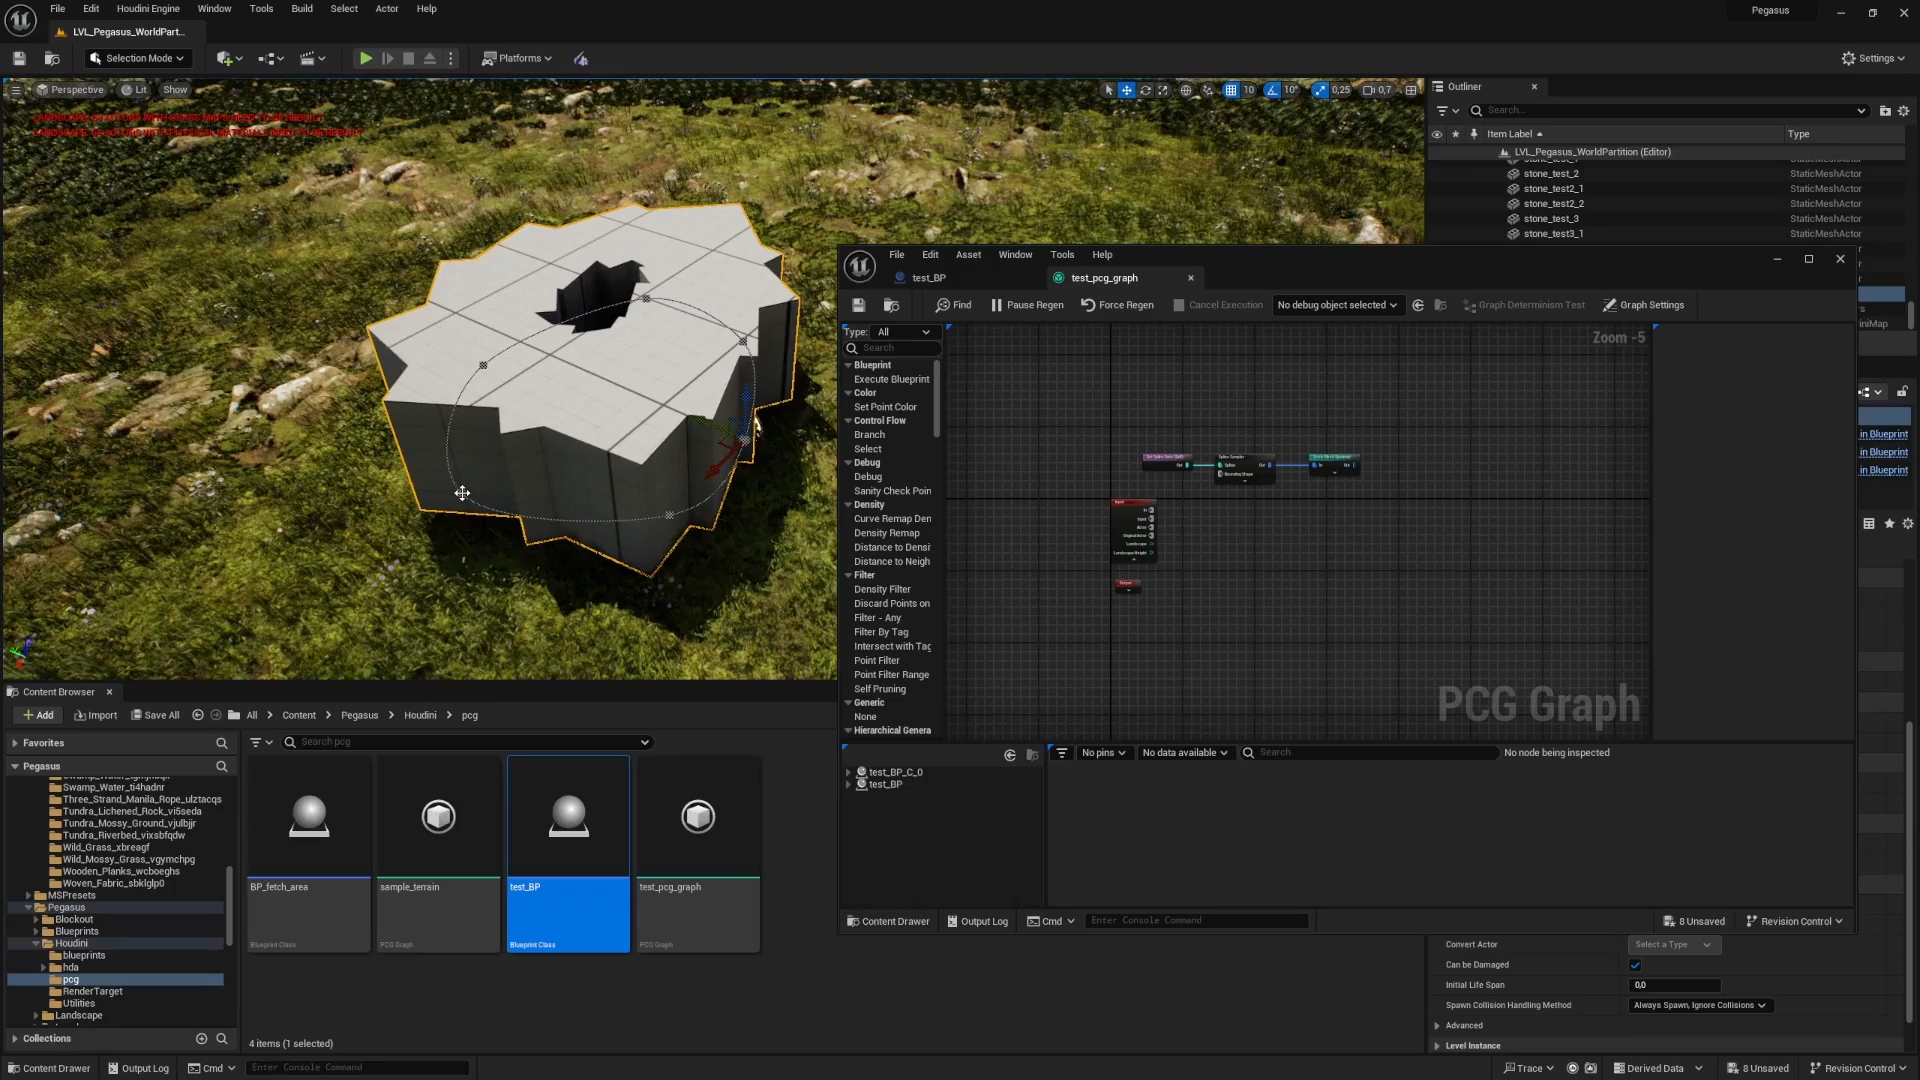 File Edit Window Tools Build Select Actor Help
Houdini Engine
Pegasus
LVL_Pegasus_WorldPart...
Selection Mode
Platforms
Settings
Perspective
Lit
Show
10
10°
0,25
0,7
Outliner
Search...
Item Label
Type
LVL_Pegasus_WorldPartition (Editor)
stone_test_2 StaticMeshActor
stone_test2_1 StaticMeshActor
stone_test2_2 StaticMeshActor
stone_test_3 StaticMeshActor
stone_test3_1 StaticMeshActor
File Edit Asset Window Tools Help
test_BP
test_pcg_graph
Find
Pause Regen
Force Regen
Cancel Execution
No debug object selected
Graph Determinism Test
Graph Settings
Type: All
Search
Blueprint
Execute Blueprint
Color
Set Point Color
Control Flow
Branch
Select
Debug
Debug
Sanity Check Poin
Density
Curve Remap Den
Density Remap
Distance to Densi
Distance to Neigh
Filter
Density Filter
Discard Points on
Filter - Any
Filter By Tag
Intersect with Tag
Point Filter
Point Filter Range
Self Pruning
Generic
None
Hierarchical Genera
Zoom -5
PCG Graph
in Blueprint
in Blueprint
in Blueprint
test_BP_C_0
test_BP
No pins
No data available
Search
No node being inspected
Content Drawer
Output Log
Cmd
Enter Console Command
8 Unsaved
Revision Control
Content Browser
Add
Import
Save All
All > Content > Pegasus > Houdini > pcg
Favorites
Search pcg
Pegasus
Three_Strand_Manila_Rope_ulztacqs
Tundra_Lichened_Rock_vi5seda
Tundra_Mossy_Ground_vjulbjjr
Tundra_Riverbed_vixsbfqdw
Wild_Grass_xbreagf
Wild_Mossy_Grass_vgymchpg
Wooden_Planks_wcboeghs
Woven_Fabric_sbklglp0
MSPresets
Pegasus
Blockout
Blueprints
Houdini
blueprints
hda
pcg
RenderTarget
Utilities
Landscape
Collections
BP_fetch_area
Blueprint Class
sample_terrain
PCG Graph
test_BP
Blueprint Class
test_pcg_graph
PCG Graph
4 items (1 selected)
Convert Actor Select a Type
Can be Damaged
Initial Life Span 0,0
Spawn Collision Handling Method Always Spawn, Ignore Collisions
Advanced
Level Instance
Content Drawer
Output Log
Cmd
Enter Console Command
Trace
Derived Data
8 Unsaved
Revision Control